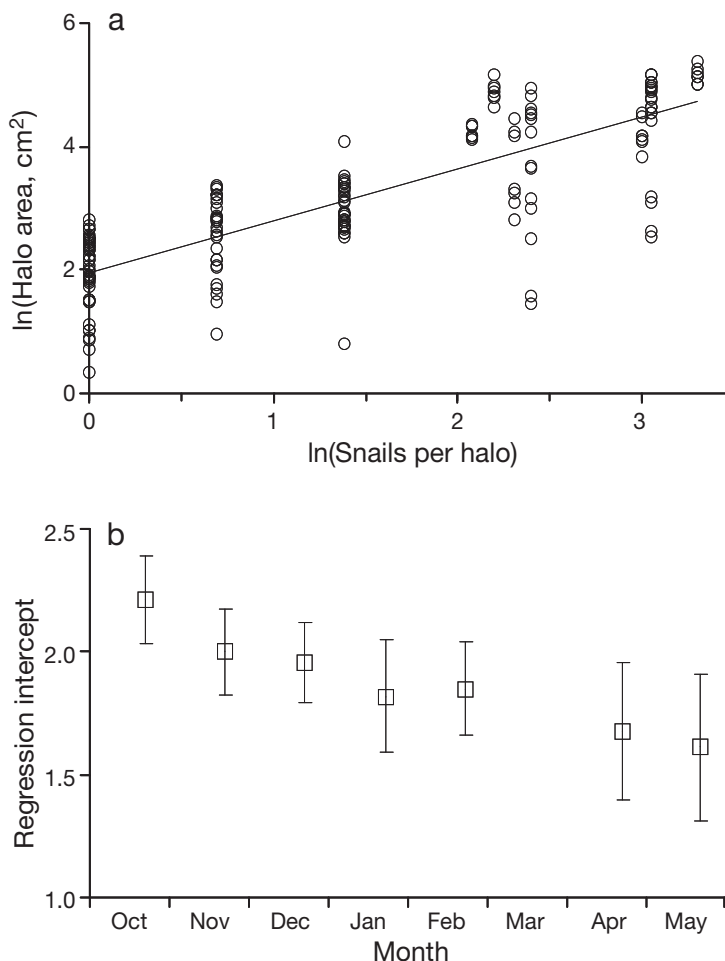 a
6
4
2
0
ln(Halo area, cm²)
0 1 2 3
ln(Snails per halo)
b
2.5
2.0
1.5
1.0
Regression intercept
Oct Nov Dec Jan Feb Mar Apr May
Month